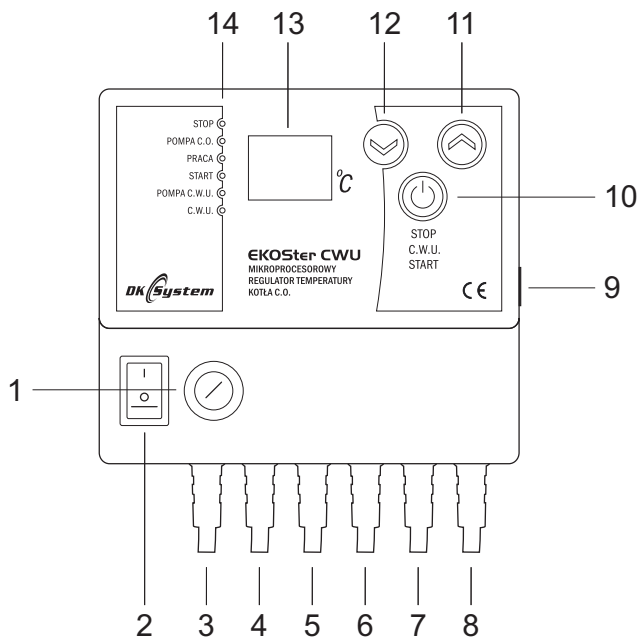 13
12
11
14
STOP
POMPA C.O.
PRACA
START
POMPA C.W.U.
C.W.U.
°C
10
STOP
C.W.U.
START
EKOSter CWU
MIKROPROCESOROWY
REGULATOR TEMPERATURY
KOTŁA C.O.
DK System
CE
9
1
I
2
3
4
5
6
7
8